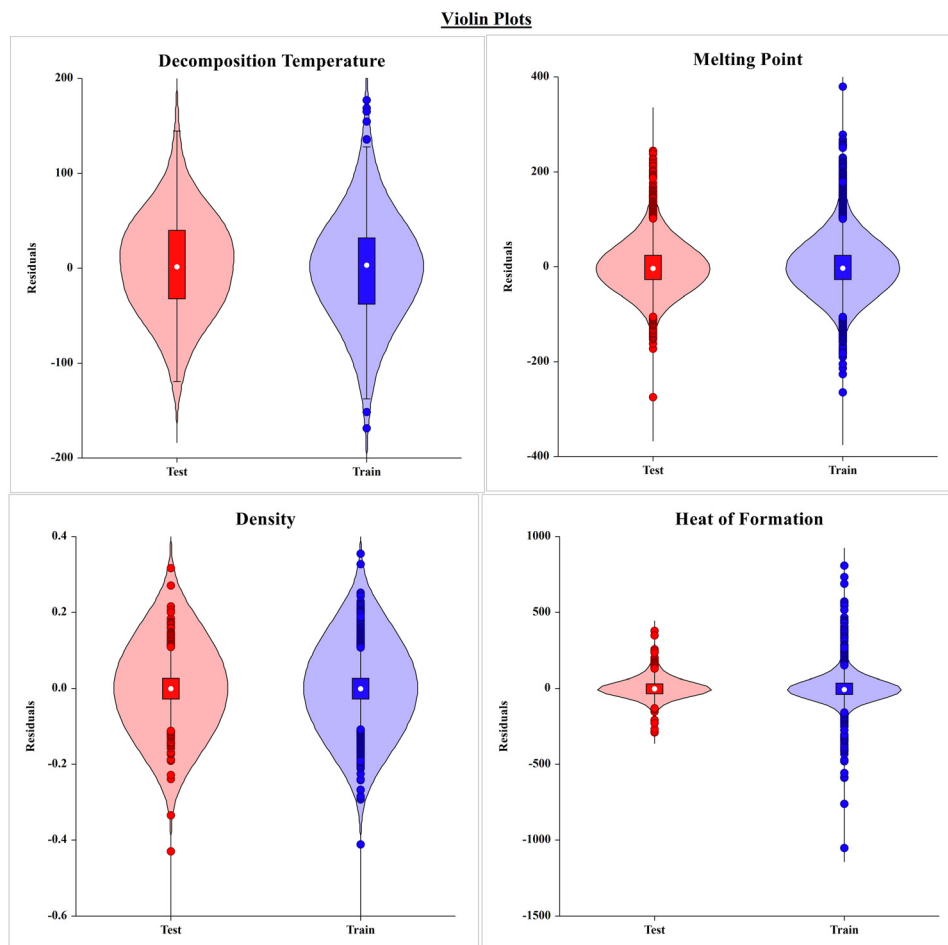 Violin Plots
Decomposition Temperature
200
100
0
-100
-200
Residuals
Test
Train
Melting Point
400
200
0
-200
-400
Residuals
Test
Train
Density
0.4
0.2
0.0
-0.2
-0.4
-0.6
Residuals
Test
Train
Heat of Formation
1000
500
0
-500
-1000
-1500
Residuals
Test
Train